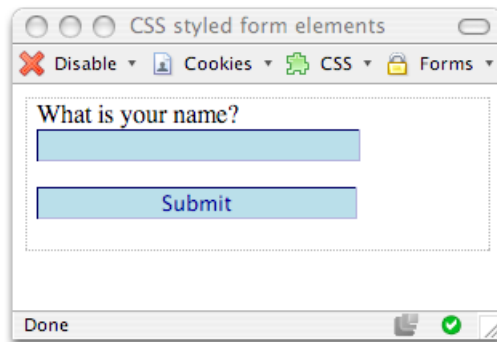 CSS styled form elements
Disable Cookies CSS Forms
What is your name?
Submit
Done